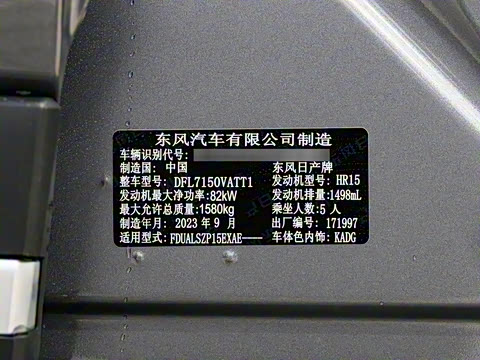 东风汽车有限公司制造
车辆识别代号:
制造国: 中国 东风日产牌
整车型号: DFL7150VATT1 发动机型号: HR15
发动机最大净功率:82kW 发动机排量:1498mL
最大允许总质量:1580kg 乘坐人数:5 人
制造年月: 2023 年 9 月 出厂编号: 171997
适用型式:FDUALSZP15EXAE---- 车体色内饰:KADG